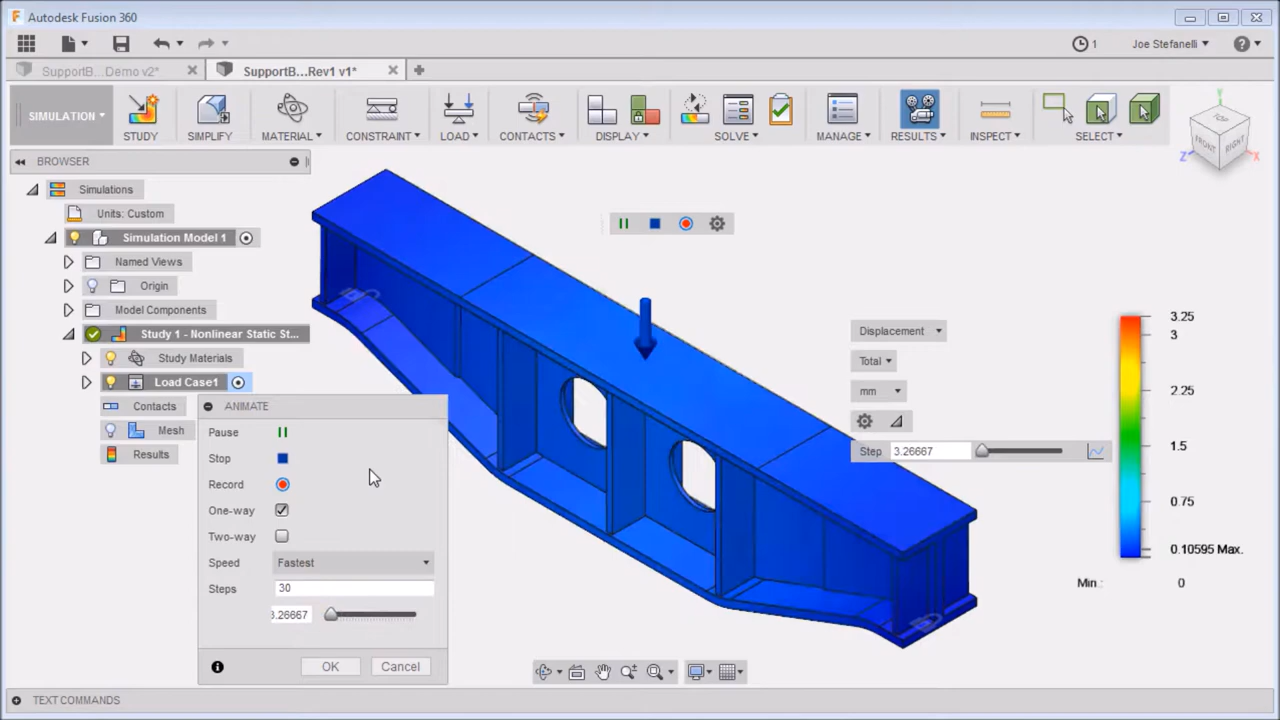 Autodesk Fusion 360
1
Joe Stefanelli
SupportB...Demo v2*
SupportB...Rev1 v1*
SIMULATION
STUDY
SIMPLIFY
MATERIAL
CONSTRAINT
LOAD
CONTACTS
DISPLAY
SOLVE
MANAGE
RESULTS
INSPECT
SELECT
TOP
FRONT
RIGHT
Y
Z
X
BROWSER
Simulations
Units: Custom
Simulation Model 1
Named Views
Origin
Model Components
Study 1 - Nonlinear Static St...
Study Materials
Load Case1
Contacts
Mesh
Results
ANIMATE
Pause
Stop
Record
One-way
Two-way
Speed Fastest
Steps 30
3.26667
OK Cancel
Displacement
Total
mm
Step 3.26667
3.25
3
2.25
1.5
0.75
0.10595 Max.
Min.: 0
TEXT COMMANDS